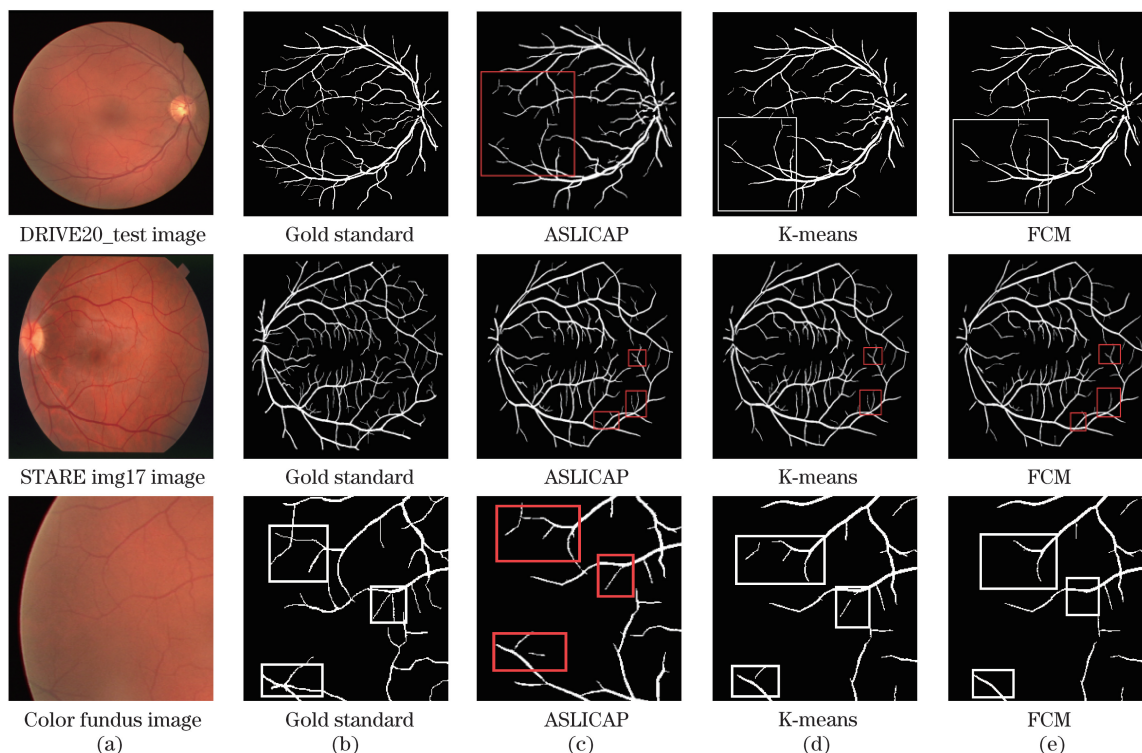 DRIVE20_test image Gold standard ASLICAP K-means FCM
STARE img17 image Gold standard ASLICAP K-means FCM
Color fundus image Gold standard ASLICAP K-means FCM
(a) (b) (c) (d) (e)